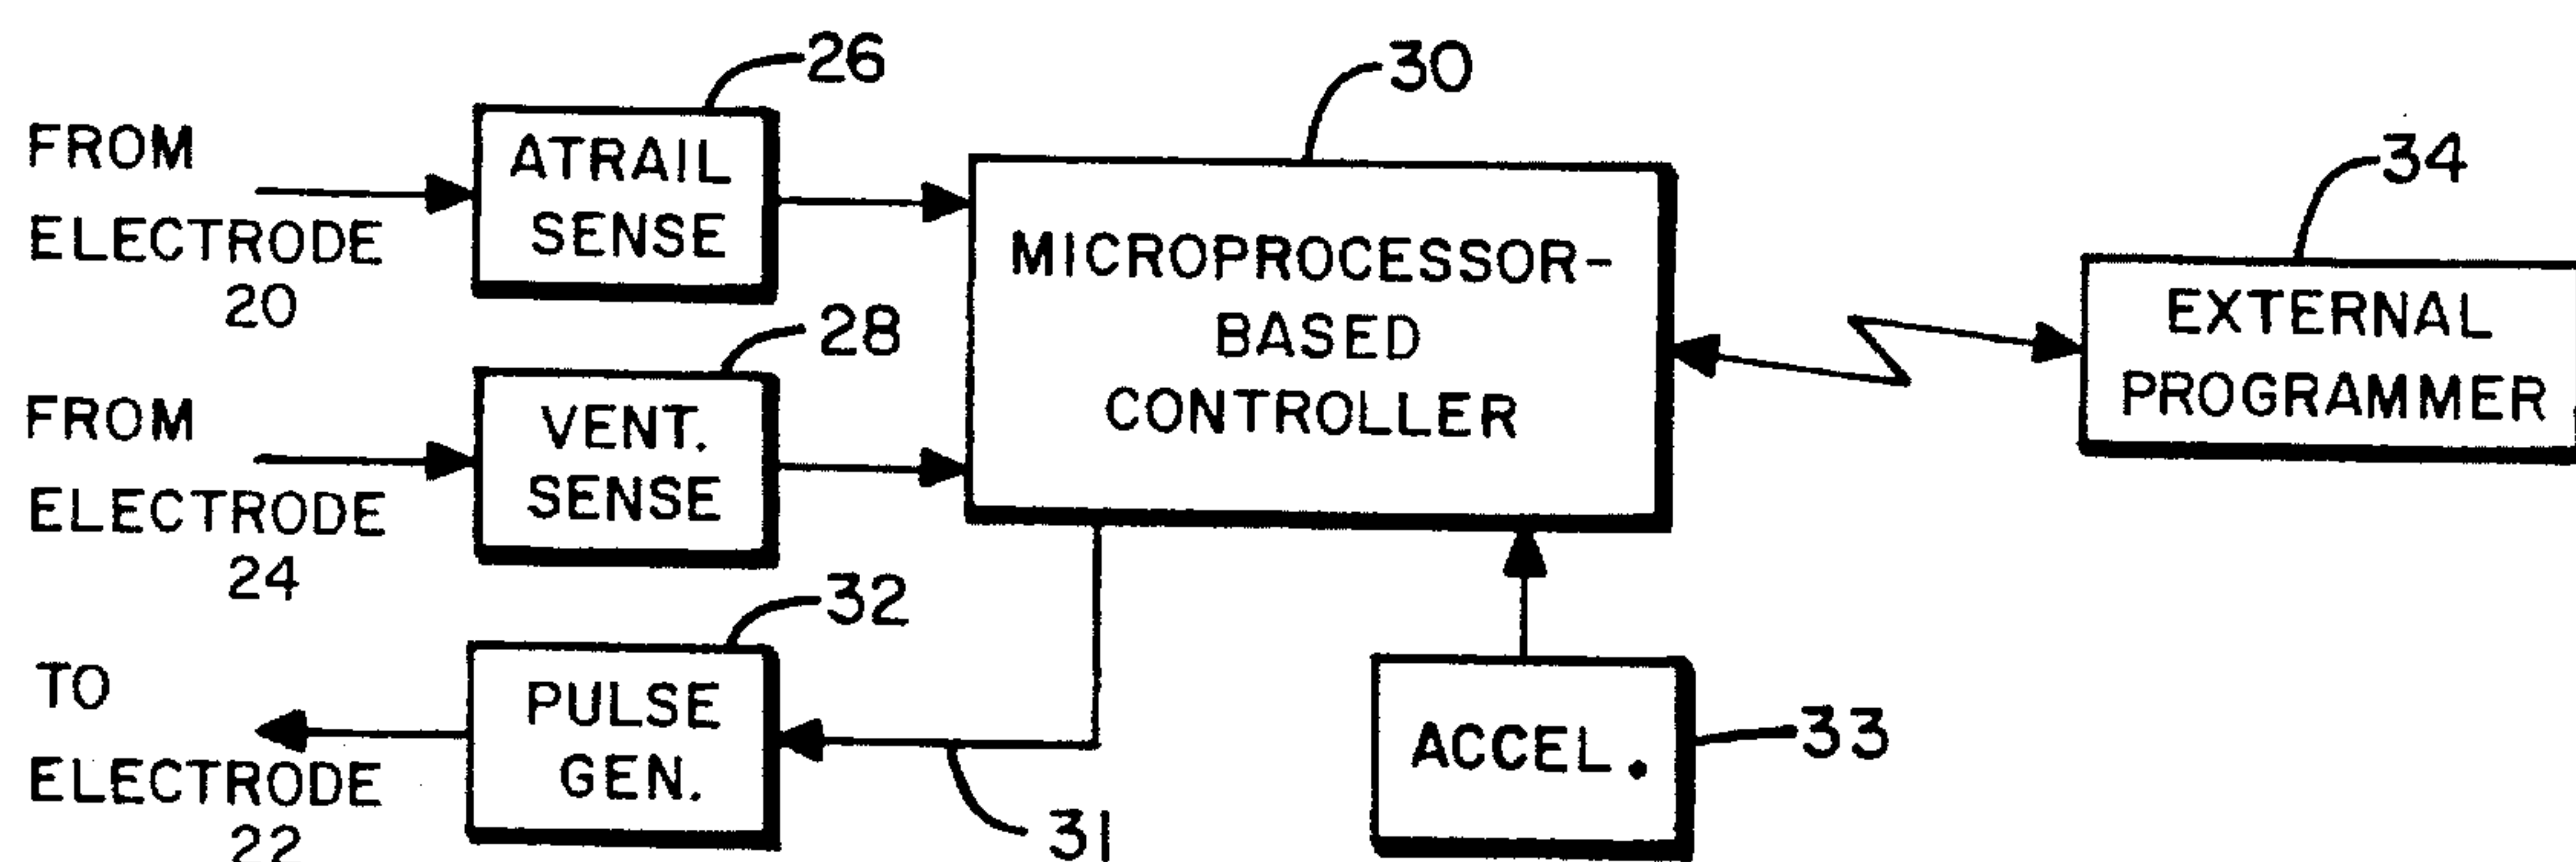 26
30
34
FROM
ELECTRODE
20
ATRAIL
SENSE
MICROPROCESSOR-
BASED
CONTROLLER
EXTERNAL
PROGRAMMER
28
FROM
ELECTRODE
24
VENT.
SENSE
32
TO
ELECTRODE
22
PULSE
GEN.
31
ACCEL.
33